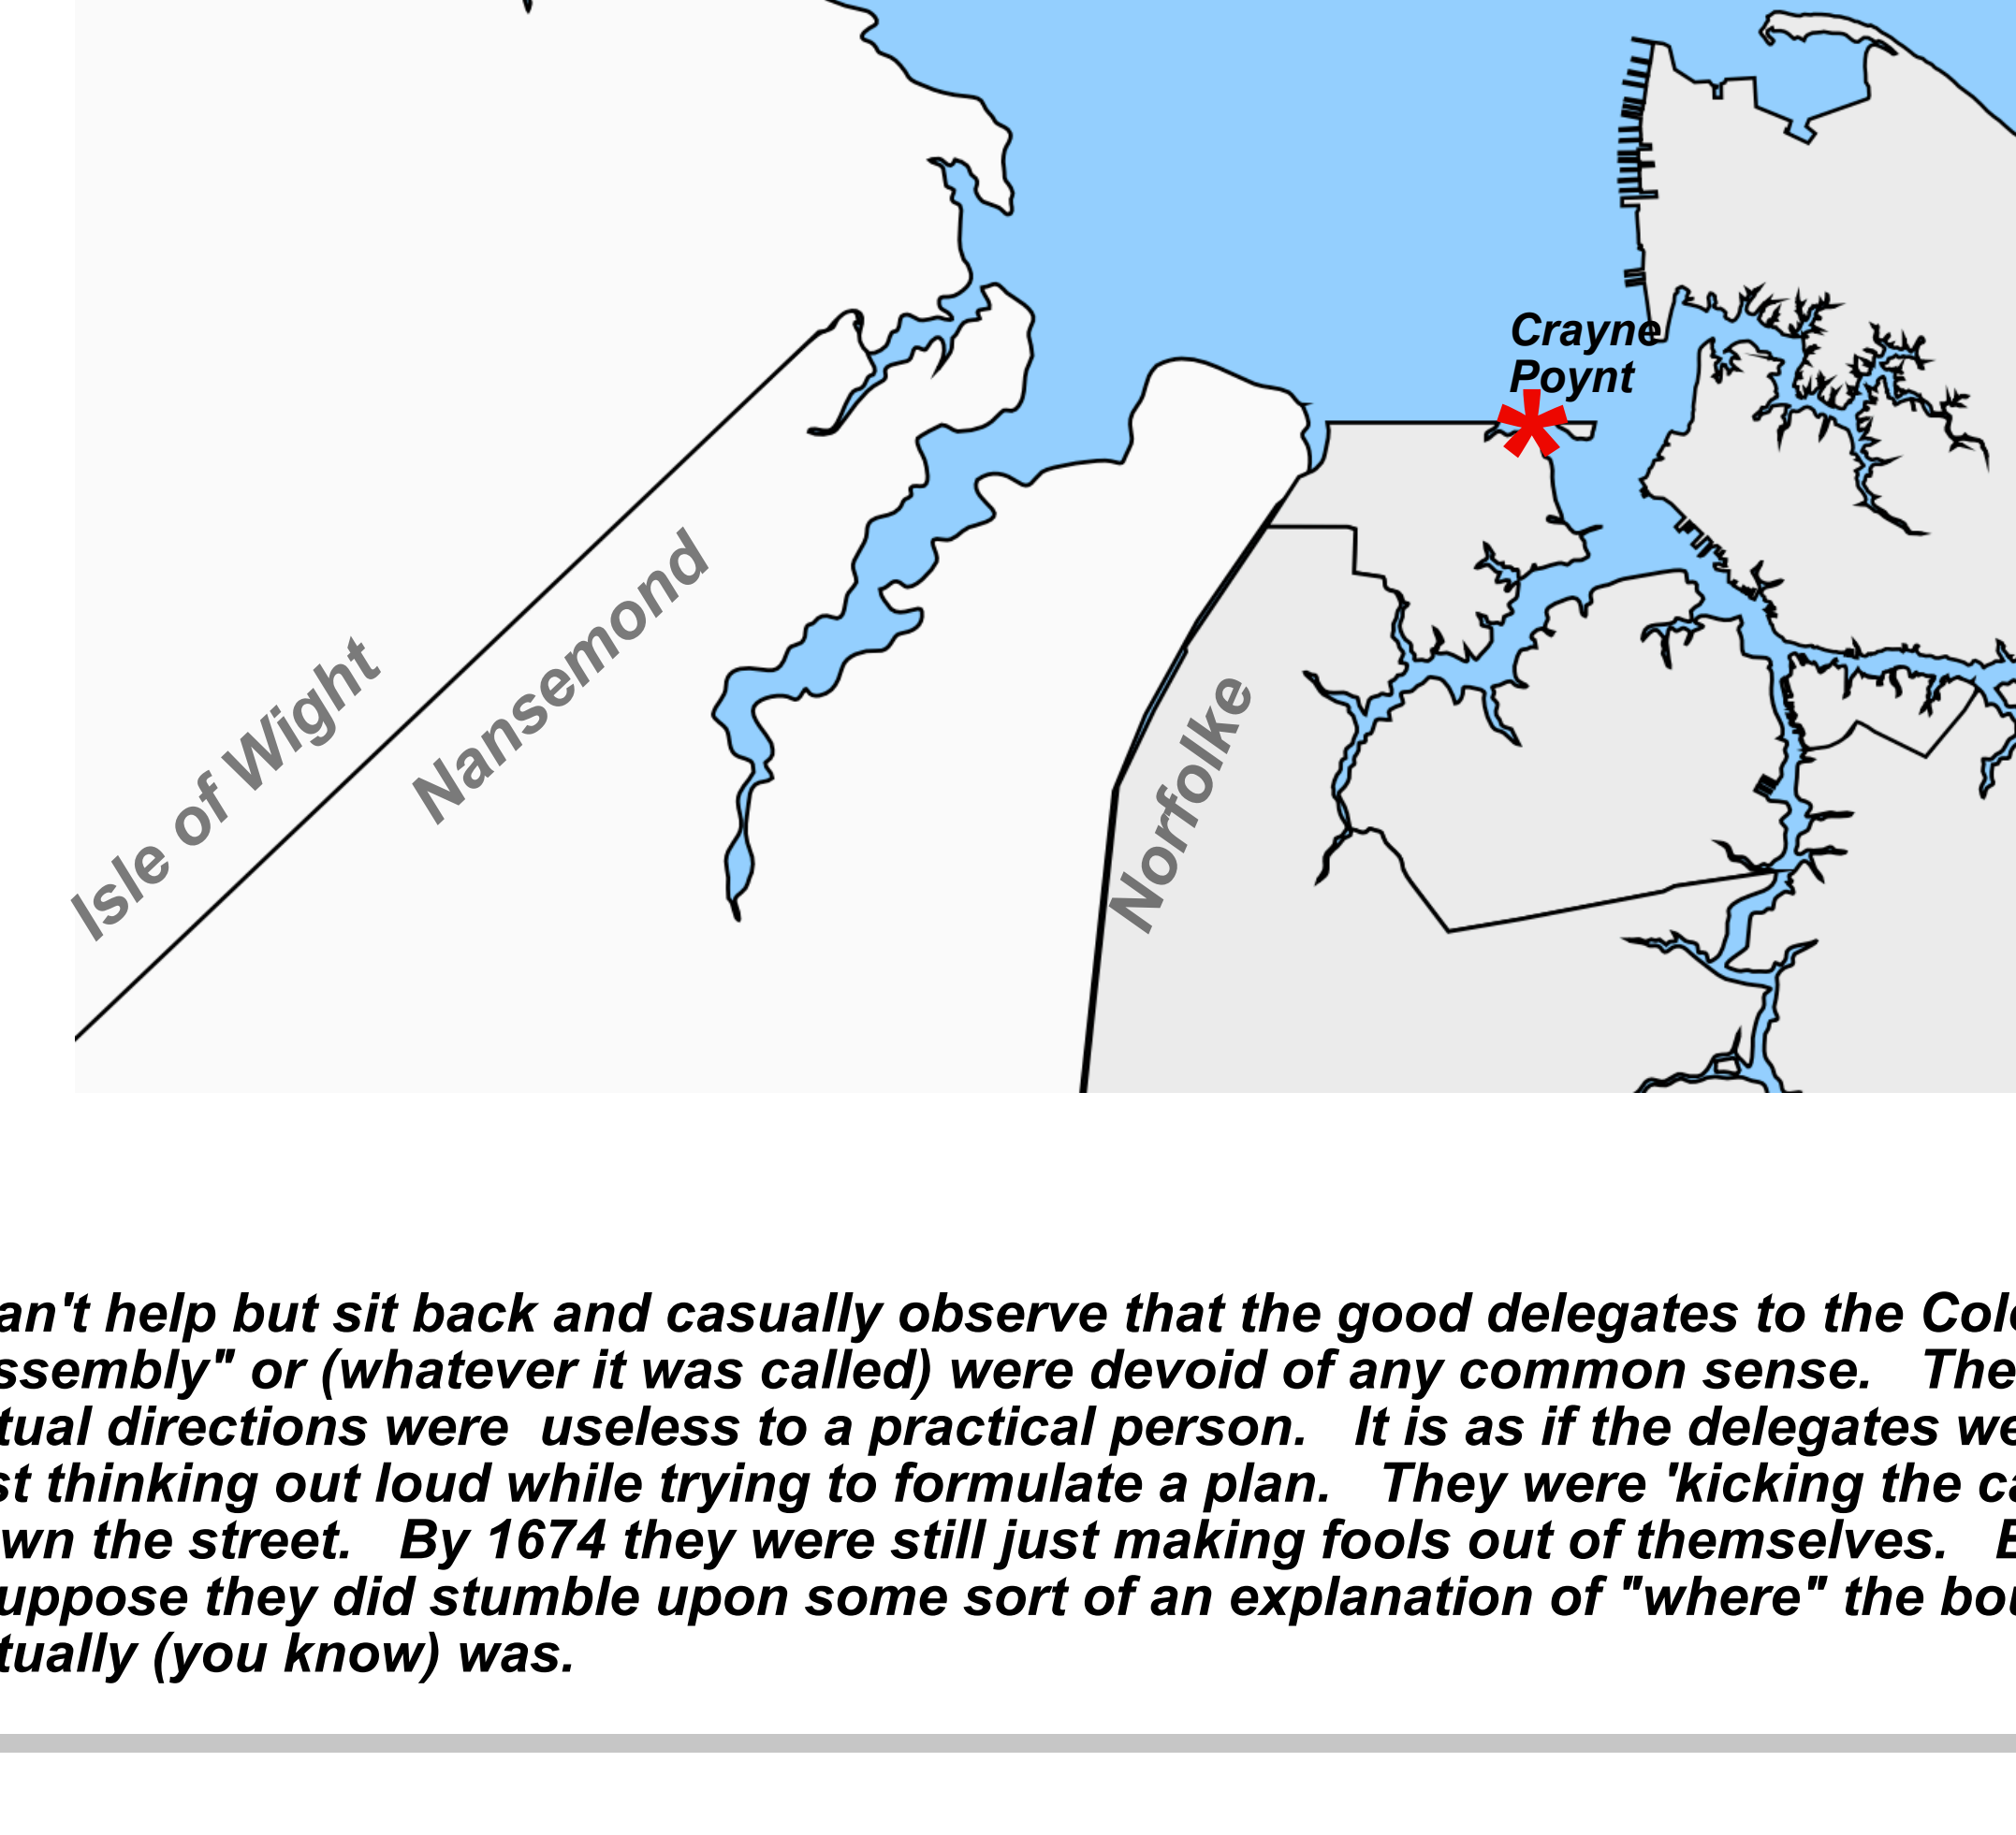 Crayne
Poynt
Isle of Wight
Nansemond
Norfolke
an't help but sit back and casually observe that the good delegates to the Colo
ssembly" or (whatever it was called) were devoid of any common sense. The
tual directions were useless to a practical person. It is as if the delegates we
st thinking out loud while trying to formulate a plan. They were 'kicking the ca
wn the street. By 1674 they were still just making fools out of themselves.
uppose they did stumble upon some sort of an explanation of "where" the bou
tually (you know) was.